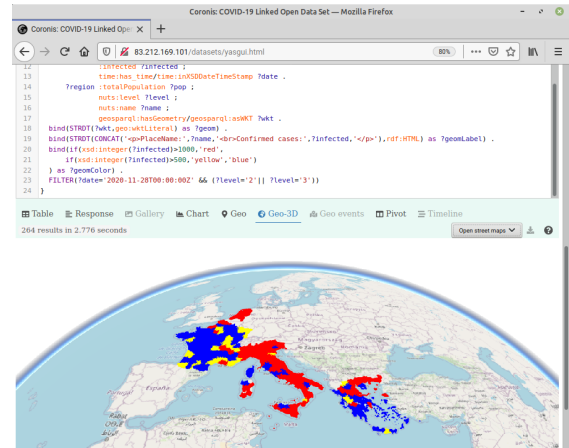 Coronis: COVID-19 Linked Open Data Set — Mozilla Firefox
Coronis: COVID-19 Linked Ope
83.212.169.101/datasets/yasgui.html
80%
12 :infected ?infected ;
13 time:has_time/time:inXSDDateTimeStamp ?date .
14 ?region :totalPopulation ?pop ;
15 nuts:level ?level ;
16 nuts:name ?name ;
17 geosparql:hasGeometry/geosparql:asWKT ?wkt .
18 bind(STRDT(?wkt,geo:wktLiteral) as ?geom) .
19 bind(STRDT(CONCAT('<p>PlaceName:',?name,'<br>Confirmed cases:',?infected,'</p>'),rdf:HTML) as ?geomLabel) .
20 bind(if(xsd:integer(?infected)>1000,'red',
21 if(xsd:integer(?infected)>500,'yellow','blue')
22 ) as ?geomColor) .
23 FILTER(?date='2020-11-28T00:00:00Z' && (?level='2'|| ?level='3'))
24 }
Table Response Gallery Chart Geo Geo-3D Geo events Pivot Timeline
264 results in 2.776 seconds
Open street maps
Portugal
España